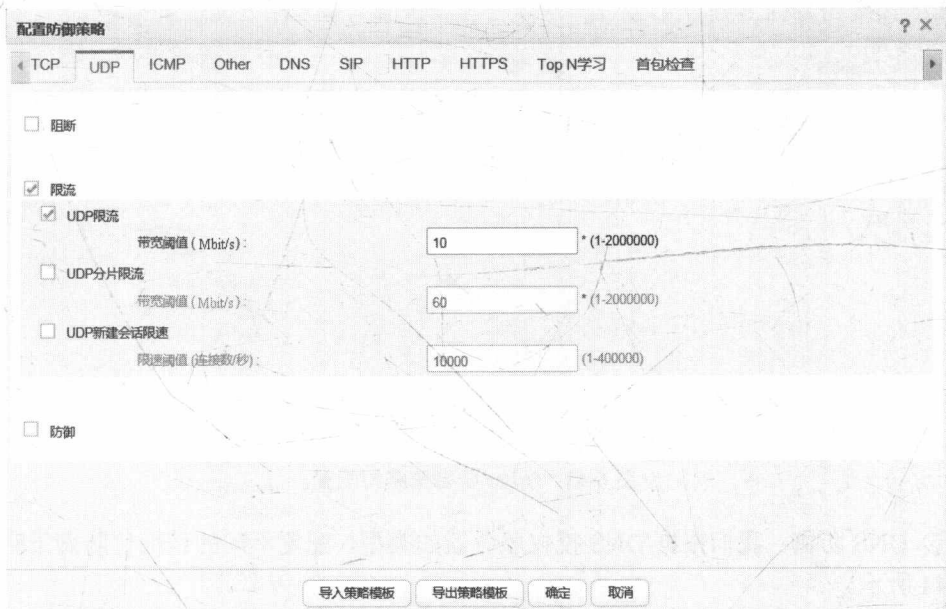 配置防御策略 ? ×
TCP UDP ICMP Other DNS SIP HTTP HTTPS Top N学习 首包检查
阻断
限流
UDP限流
带宽阈值 (Mbit/s): 10 * (1-2000000)
UDP分片限流
带宽阈值 (Mbit/s): 60 * (1-2000000)
UDP新建会话限速
限速阈值 (连接数/秒): 10000 (1-400000)
防御
导入策略模板 导出策略模板 确定 取消